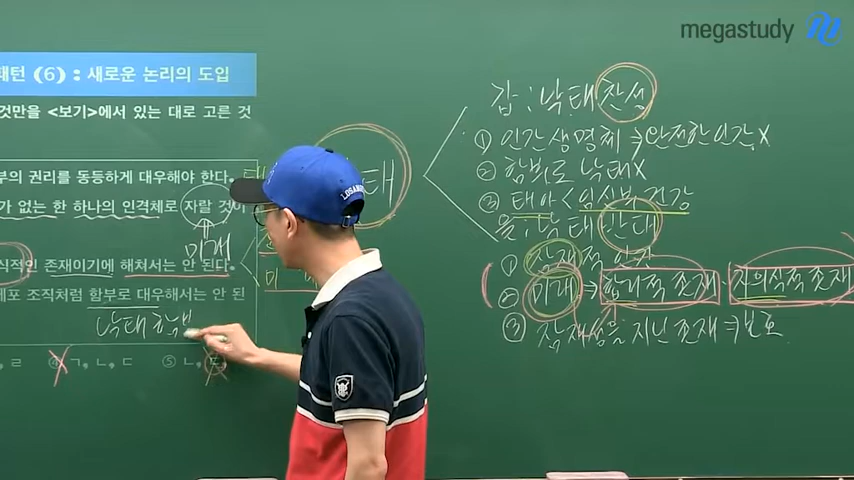 megastudy
패턴 (6) : 새로운 논리의 도입
것만을 <보기>에서 있는 대로 고른 것
부의 권리를 동등하게 대우해야 한다.
가 없는 한 하나의 인격체로 자랄 것이
미래
식적인 존재이기에 해쳐서는 안 된다.
세포 조직처럼 함부로 대우해서는 안 된
낙태
④ ㄱ, ㄴ, ㄷ ⑤ ㄴ,
태
갑 : 낙태 찬성
① 인간 생명체 ⇏ 완전한 인간 X
② 함부로 낙태 X
③ 태아 < 임신부 건강
을 : 낙태 반대
① 잠재적 인간
② 미래 → 합리적 존재, 자의식적 존재
③ 잠재성을 지닌 존재 ⇒ 보호
LOS ANGELES